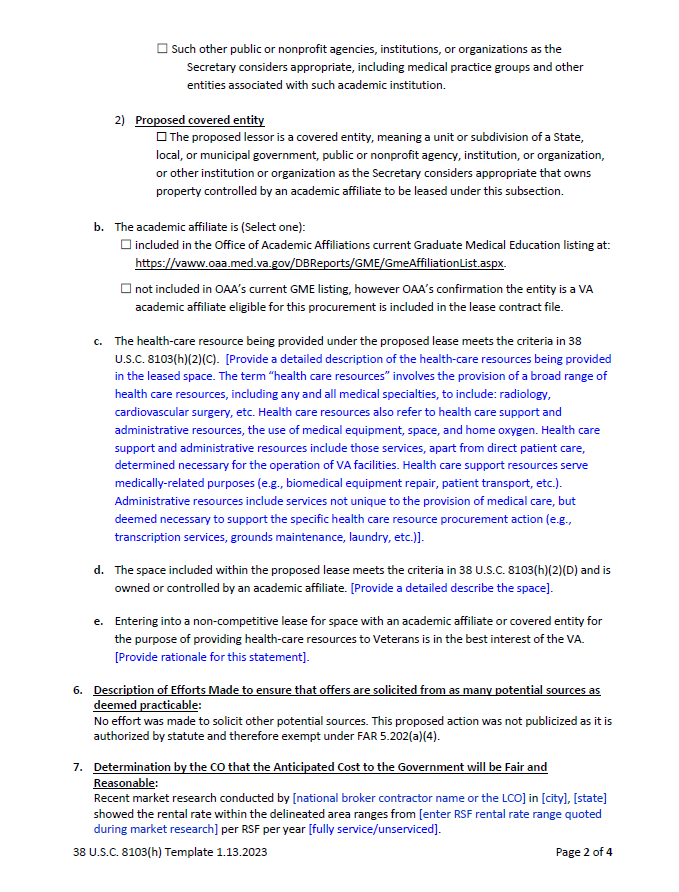 ☐ Such other public or nonprofit agencies, institutions, or organizations as the
Secretary considers appropriate, including medical practice groups and other
entities associated with such academic institution.
2) Proposed covered entity
☐ The proposed lessor is a covered entity, meaning a unit or subdivision of a State,
local, or municipal government, public or nonprofit agency, institution, or organization,
or other institution or organization as the Secretary considers appropriate that owns
property controlled by an academic affiliate to be leased under this subsection.
b. The academic affiliate is (Select one):
☐ included in the Office of Academic Affiliations current Graduate Medical Education listing at:
https://vaww.oaa.med.va.gov/DBReports/GME/GmeAffiliationList.aspx.
☐ not included in OAA's current GME listing, however OAA's confirmation the entity is a VA
academic affiliate eligible for this procurement is included in the lease contract file.
c. The health-care resource being provided under the proposed lease meets the criteria in 38
U.S.C. 8103(h)(2)(C). [Provide a detailed description of the health-care resources being provided
in the leased space. The term “health care resources” involves the provision of a broad range of
health care resources, including any and all medical specialties, to include: radiology,
cardiovascular surgery, etc. Health care resources also refer to health care support and
administrative resources, the use of medical equipment, space, and home oxygen. Health care
support and administrative resources include those services, apart from direct patient care,
determined necessary for the operation of VA facilities. Health care support resources serve
medically-related purposes (e.g., biomedical equipment repair, patient transport, etc.).
Administrative resources include services not unique to the provision of medical care, but
deemed necessary to support the specific health care resource procurement action (e.g.,
transcription services, grounds maintenance, laundry, etc.)].
d. The space included within the proposed lease meets the criteria in 38 U.S.C. 8103(h)(2)(D) and is
owned or controlled by an academic affiliate. [Provide a detailed describe the space].
e. Entering into a non-competitive lease for space with an academic affiliate or covered entity for
the purpose of providing health-care resources to Veterans is in the best interest of the VA.
[Provide rationale for this statement].
6. Description of Efforts Made to ensure that offers are solicited from as many potential sources as
deemed practicable:
No effort was made to solicit other potential sources. This proposed action was not publicized as it is
authorized by statute and therefore exempt under FAR 5.202(a)(4).
7. Determination by the CO that the Anticipated Cost to the Government will be Fair and
Reasonable:
Recent market research conducted by [national broker contractor name or the LCO] in [city], [state]
showed the rental rate within the delineated area ranges from [enter RSF rental rate range quoted
during market research] per RSF per year [fully service/unserviced].
38 U.S.C. 8103(h) Template 1.13.2023 Page 2 of 4